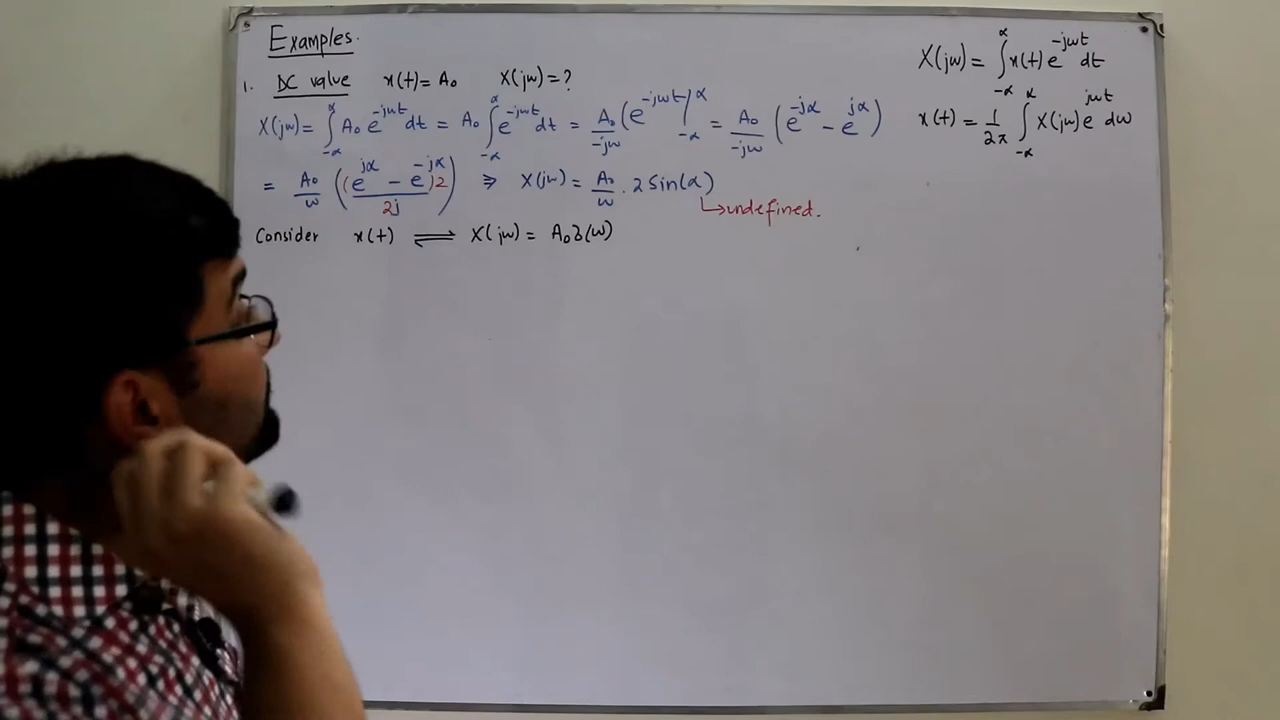 Examples.
1. DC value x(t) = A₀ X(jω) = ?
X(jω) = ∫_{-∝}^{∝} A₀ e^{-jωt} dt = A₀ ∫_{-∝}^{∝} e^{-jωt} dt = A₀/-jω (e^{-jωt} |_{-∝}^{∝} = A₀/-jω (e^{-j∝} - e^{j∝})
= A₀/ω ((e^{j∝} - e^{-j∝})2/2j) ⇒ X(jω) = A₀/ω . 2 Sin(∝)
↳ undefined.
Consider x(t) ⇌ X(jω) = A₀ δ(ω)
X(jω) = ∫_{-∝}^{∝} x(t) e^{-jωt} dt
x(t) = 1/2π ∫_{-∝}^{∝} X(jω) e^{jωt} dω